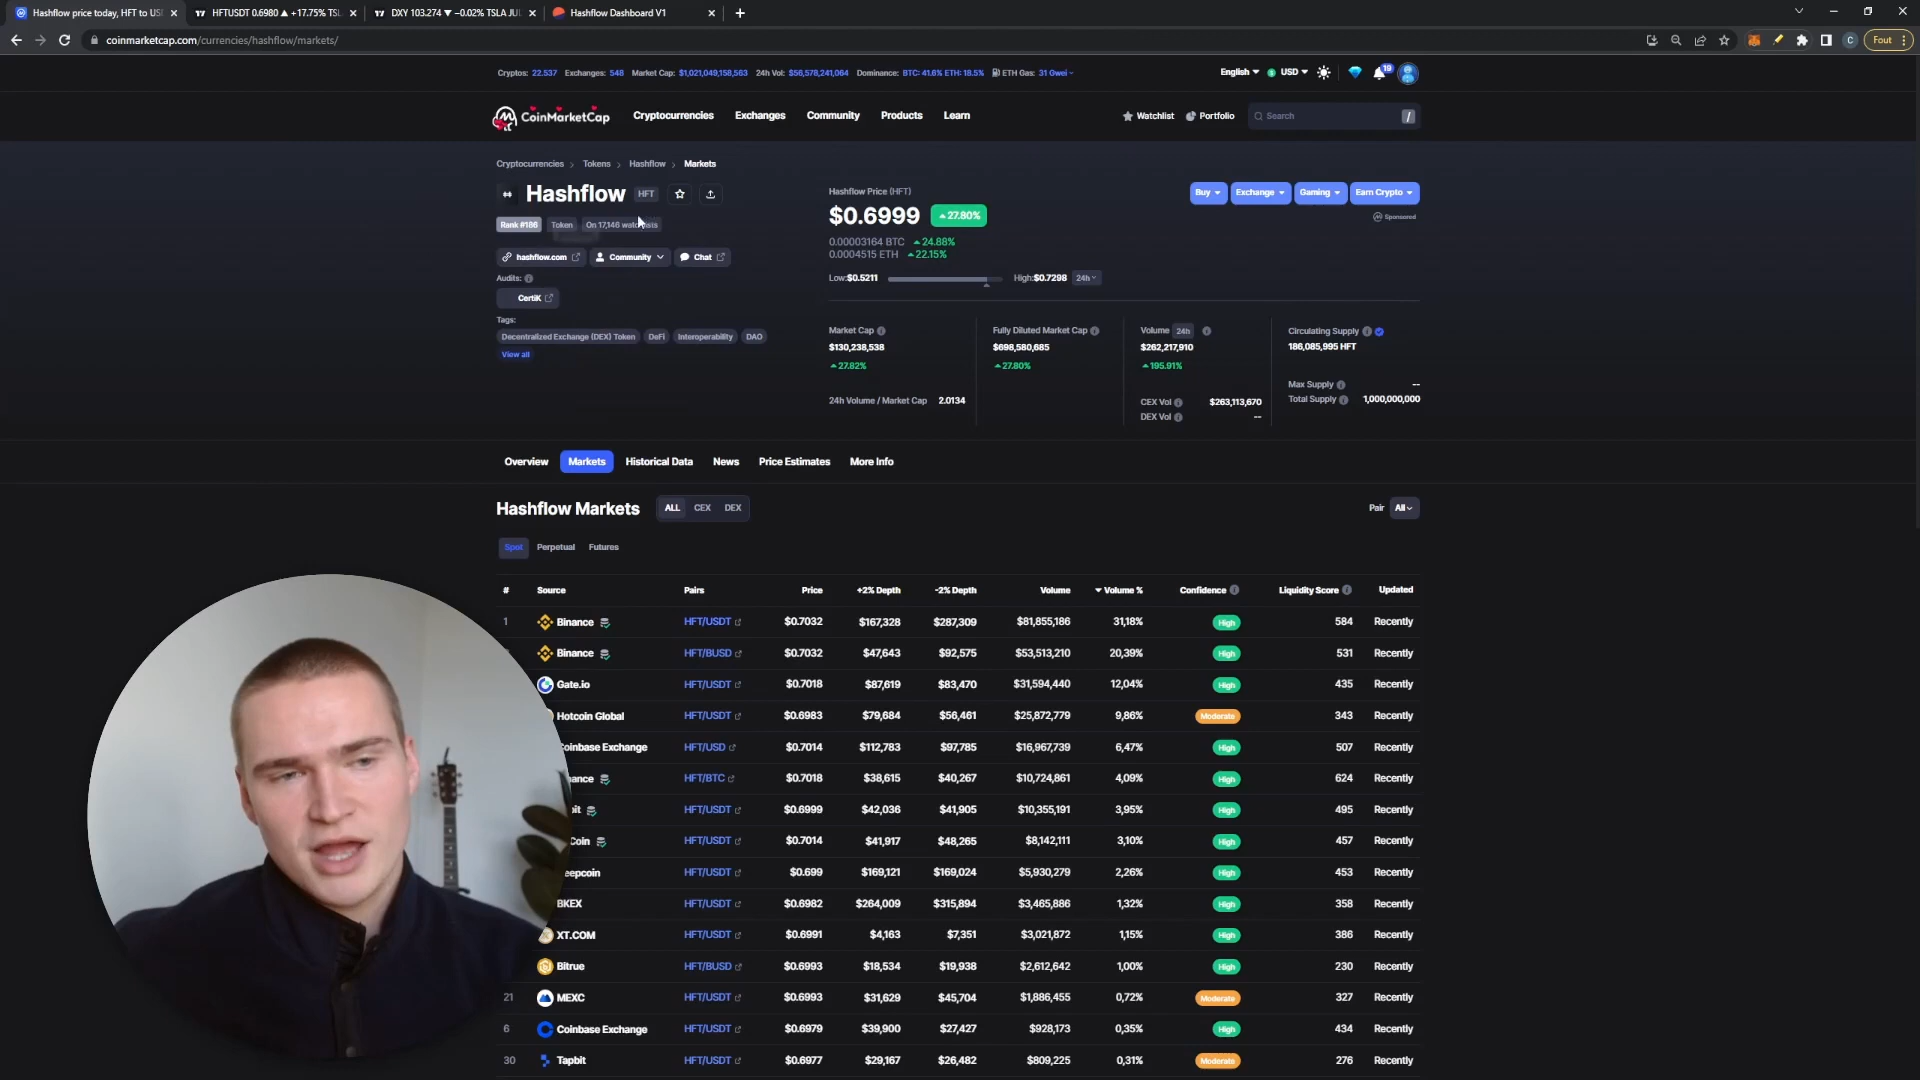 Hashflow price today, HFT to US
HFTUSDT 0.6980 ▲ +17.75% TSL
DXY 103.274 ▼ −0.02% TSLA JUL
Hashflow Dashboard V1
coinmarketcap.com/currencies/hashflow/markets/
Fout
Cryptos: 22.537 Exchanges: 548 Market Cap: $1,021,049,158,563 24h Vol: $56,578,241,064 Dominance: BTC: 41.6% ETH: 18.5% ETH Gas: 31 Gwei
English USD 19
CoinMarketCap Cryptocurrencies Exchanges Community Products Learn Watchlist Portfolio Search /
Cryptocurrencies Tokens Hashflow Markets
Hashflow HFT
Rank #186 Token On 17,146 watchlists
hashflow.com Community Chat
Audits:
CertiK
Tags:
Decentralized Exchange (DEX) Token DeFi Interoperability DAO
View all
Hashflow Price (HFT)
$0.6999 27.80%
0.00003164 BTC 24.88%
0.0004515 ETH 22.15%
Low:$0.5211 High:$0.7298 24h
Buy Exchange Gaming Earn Crypto
Sponsored
Market Cap
$130,238,538
27.82%
24h Volume / Market Cap 2.0134
Fully Diluted Market Cap
$698,580,685
27.80%
Volume 24h
$262,217,910
195.91%
CEX Vol $263,113,670
DEX Vol --
Circulating Supply
186,085,995 HFT
Max Supply --
Total Supply 1,000,000,000
Overview Markets Historical Data News Price Estimates More Info
Hashflow Markets ALL CEX DEX Pair All
Spot Perpetual Futures
# Source Pairs Price +2% Depth -2% Depth Volume Volume % Confidence Liquidity Score Updated
1 Binance HFT/USDT $0.7032 $167,328 $287,309 $81,855,186 31,18% High 584 Recently
Binance HFT/BUSD $0.7032 $47,643 $92,575 $53,513,210 20,39% High 531 Recently
Gate.io HFT/USDT $0.7018 $87,619 $83,470 $31,594,440 12,04% High 435 Recently
Hotcoin Global HFT/USDT $0.6983 $79,684 $56,461 $25,872,779 9,86% Moderate 343 Recently
Coinbase Exchange HFT/USD $0.7014 $112,783 $97,785 $16,967,739 6,47% High 507 Recently
ance HFT/BTC $0.7018 $38,615 $40,267 $10,724,861 4,09% High 624 Recently
bit HFT/USDT $0.6999 $42,036 $41,905 $10,355,191 3,95% High 495 Recently
Coin HFT/USDT $0.7014 $41,917 $48,265 $8,142,111 3,10% High 457 Recently
eepcoin HFT/USDT $0.699 $169,121 $169,024 $5,930,279 2,26% High 453 Recently
BKEX HFT/USDT $0.6982 $264,009 $315,894 $3,465,886 1,32% High 358 Recently
XT.COM HFT/USDT $0.6991 $4,163 $7,351 $3,021,872 1,15% High 386 Recently
Bitrue HFT/BUSD $0.6993 $18,534 $19,938 $2,612,642 1,00% High 230 Recently
21 MEXC HFT/USDT $0.6993 $31,629 $45,704 $1,886,455 0,72% Moderate 327 Recently
6 Coinbase Exchange HFT/USDT $0.6979 $39,900 $27,427 $928,173 0,35% High 434 Recently
30 Tapbit HFT/USDT $0.6977 $29,167 $26,482 $809,225 0,31% Moderate 276 Recently